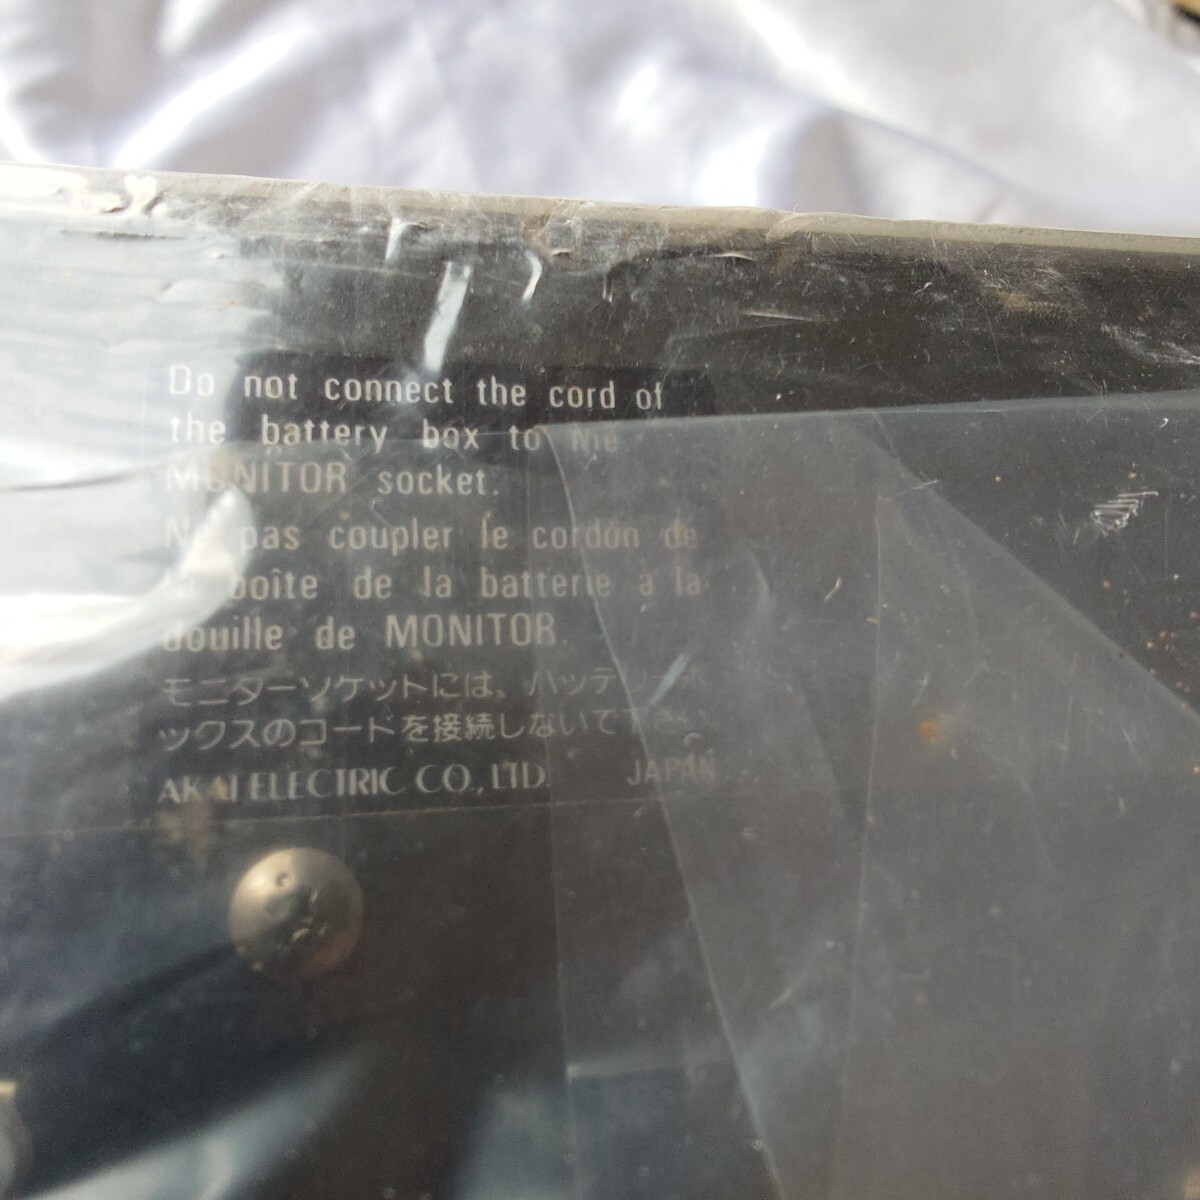 Do not connect the cord of
the battery box to the
MONITOR socket.
Ne pas coupler le cordon de
la boîte de la batterie à la
douille de MONITOR.
モニターソケットには、バッテリーボ
ックスのコードを接続しないで下さい
AKAI ELECTRIC CO., LTD. JAPAN